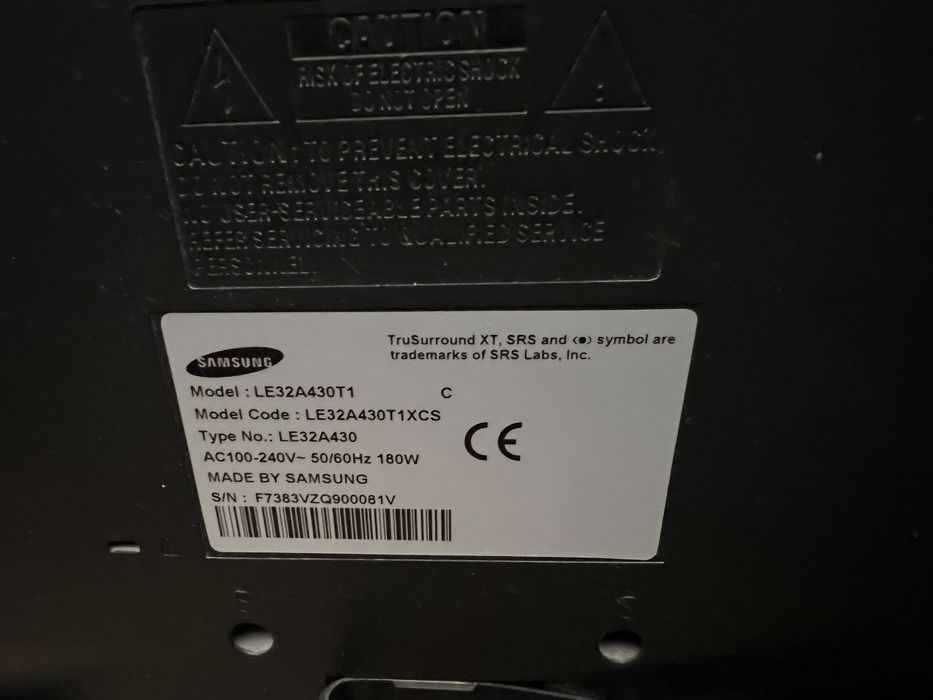 CAUTION
RISK OF ELECTRIC SHOCK
DO NOT OPEN
CAUTION: TO PREVENT ELECTRICAL SHOCK,
DO NOT REMOVE THIS COVER.
NO USER-SERVICEABLE PARTS INSIDE.
REFER SERVICING TO QUALIFIED SERVICE
PERSONNEL.
TruSurround XT, SRS and (●) symbol are
trademarks of SRS Labs, Inc.
SAMSUNG
Model : LE32A430T1 C
Model Code : LE32A430T1XCS
Type No.: LE32A430
AC100-240V~ 50/60Hz 180W
MADE BY SAMSUNG
S/N : F7383VZQ900081V
CE